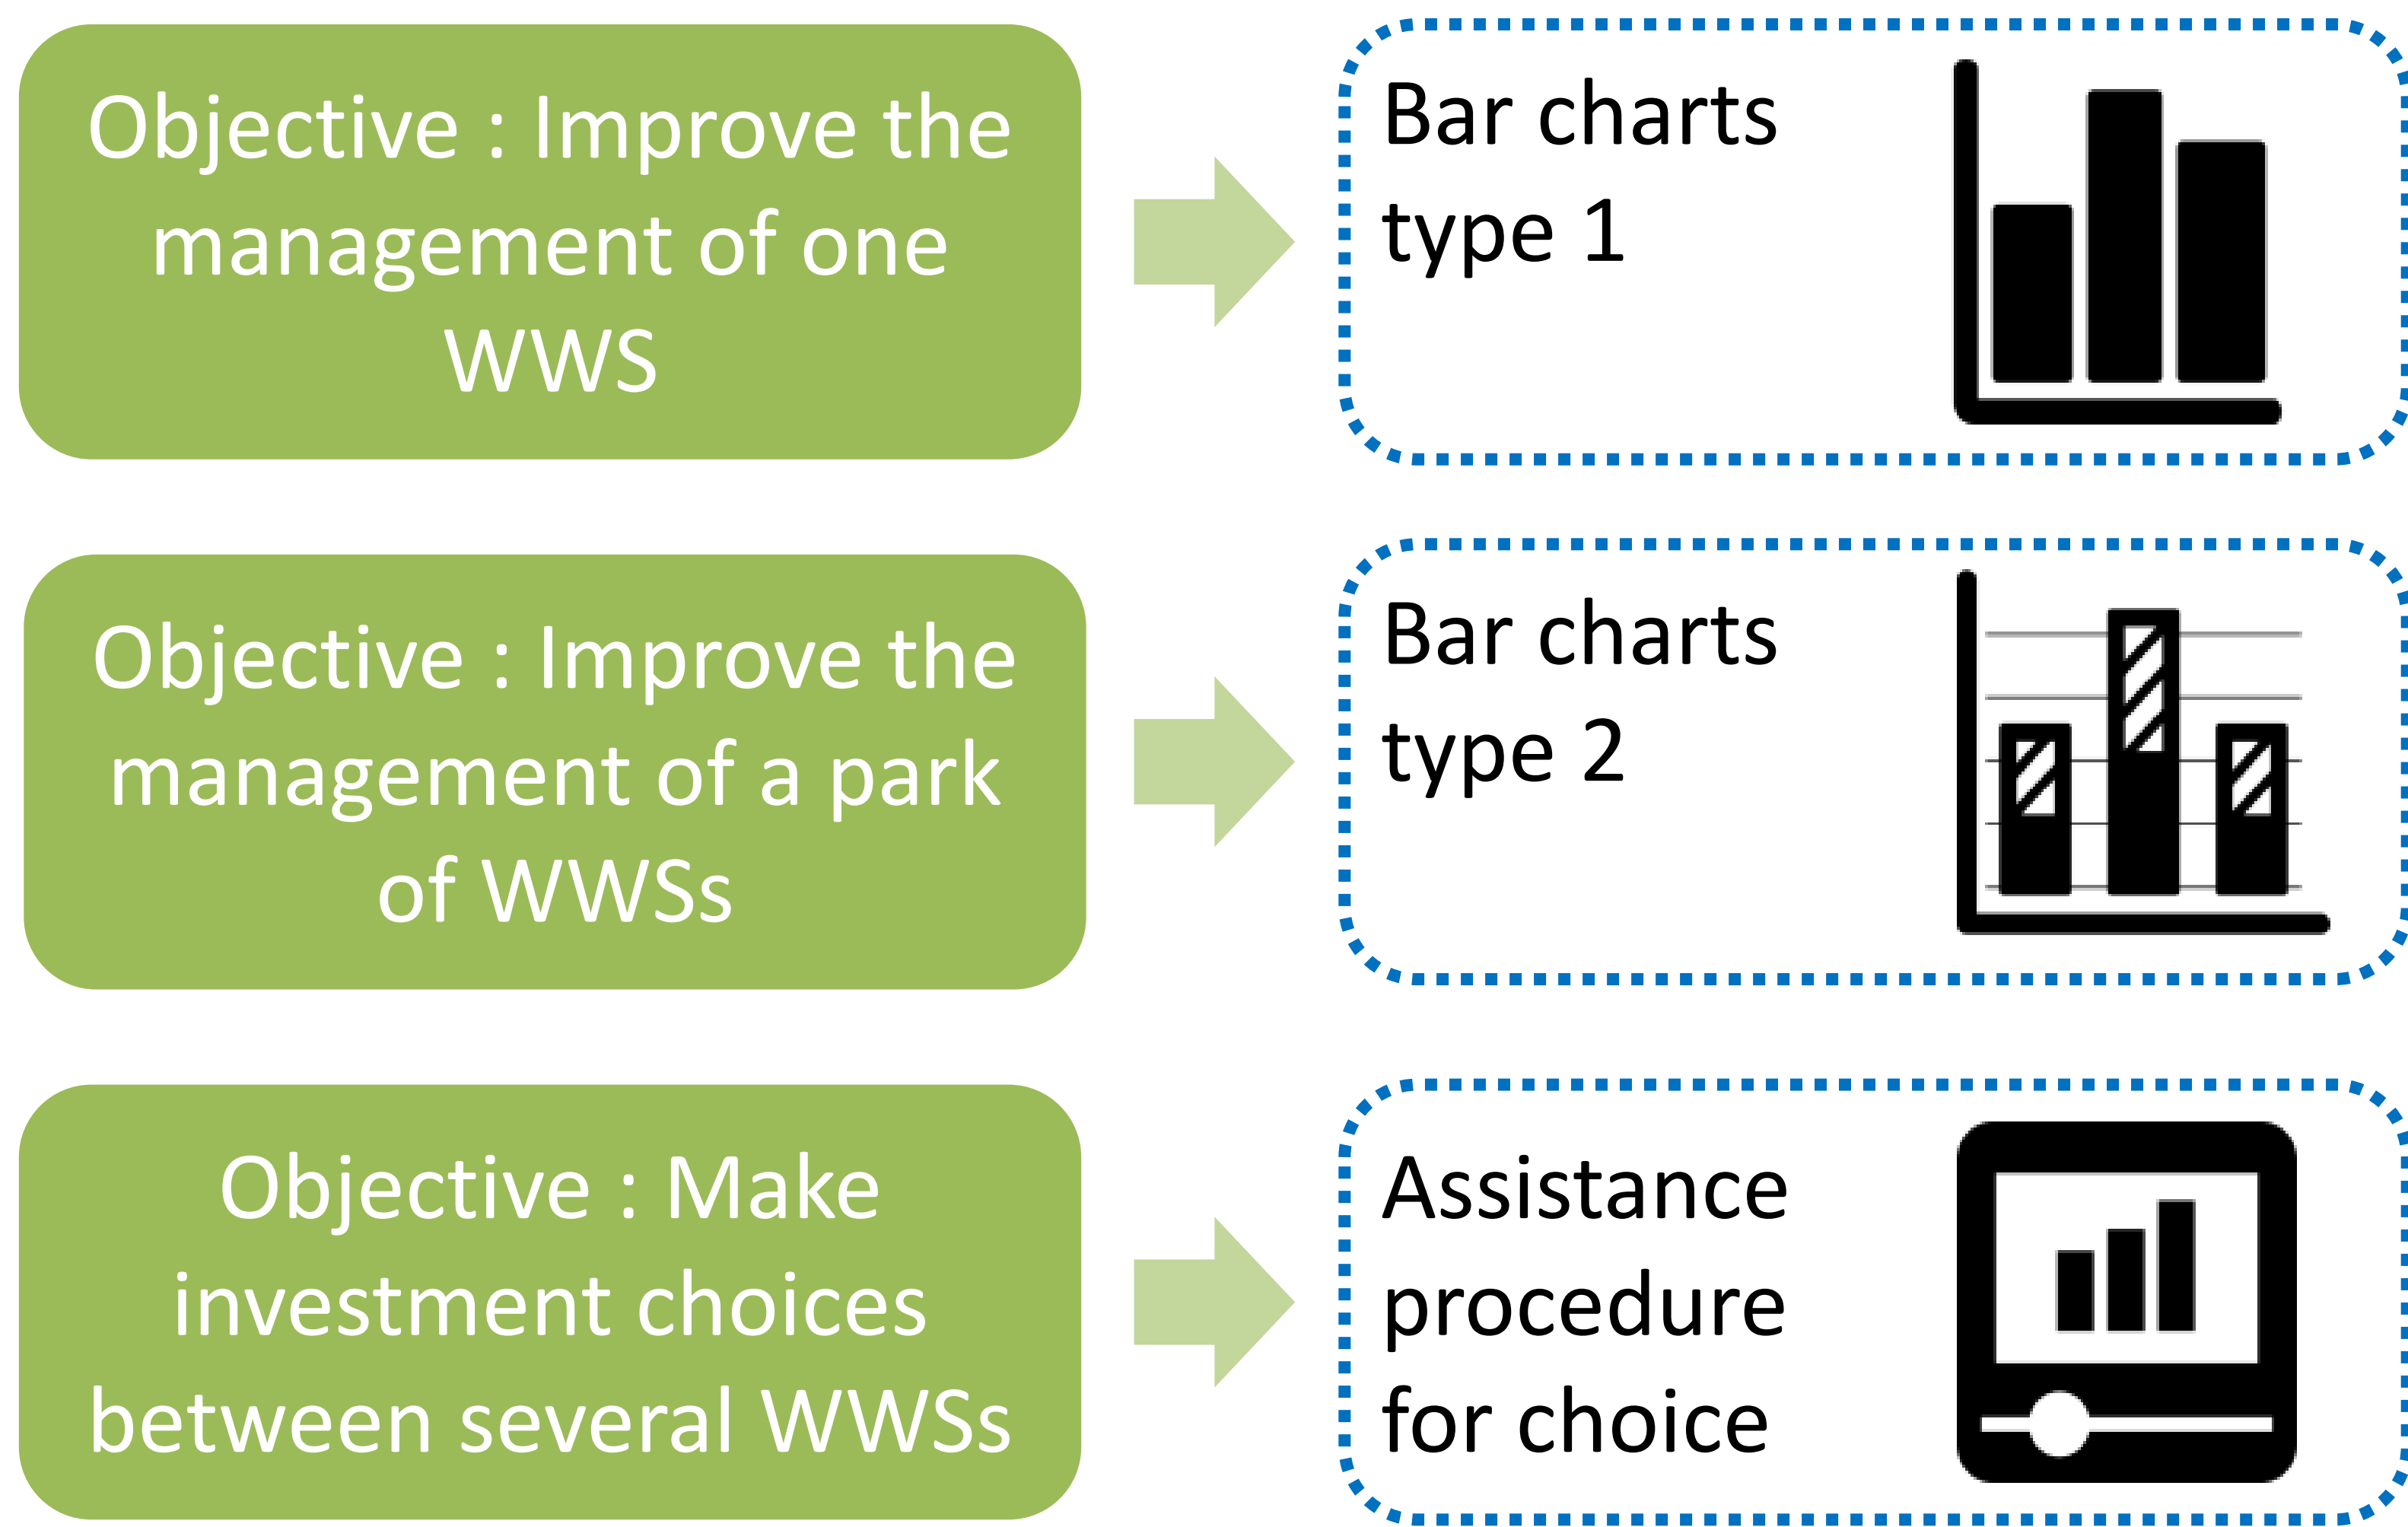 Objective : Improve the
management of one
WWS
Bar charts
type 1
Objective : Improve the
management of a park
of WWSs
Bar charts
type 2
Objective : Make
investment choices
between several WWSs
Assistance
procedure
for choice